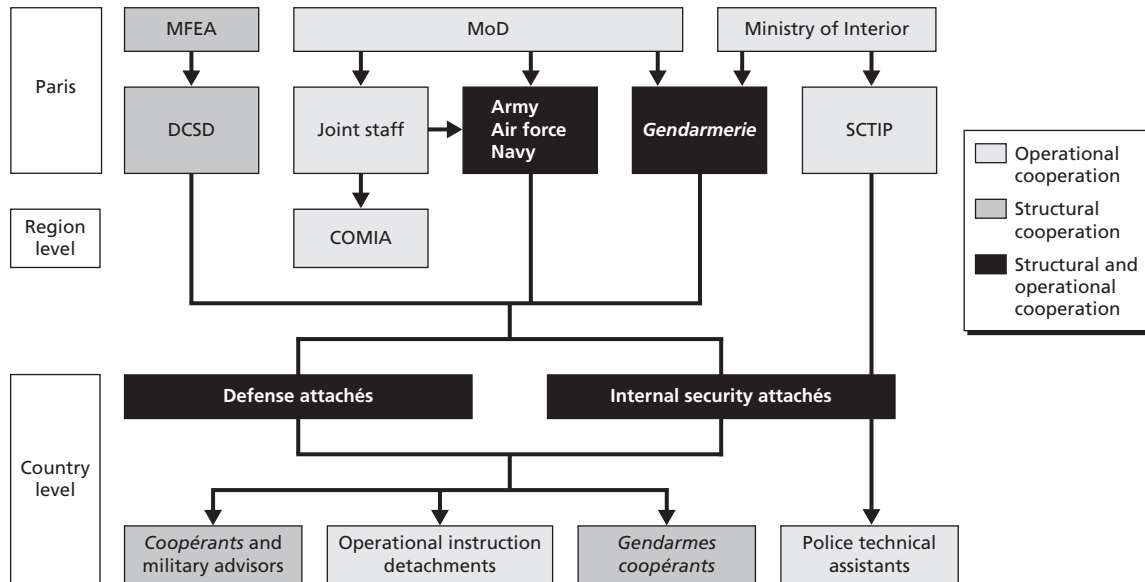 MFEA
MoD
Ministry of Interior
Paris
DCSD
Joint staff
Army
Air force
Navy
Gendarmerie
SCTIP
Region
level
COMIA
Operational
cooperation
Structural
cooperation
Structural and
operational
cooperation
Country
level
Defense attachés
Internal security attachés
Coopérants and
military advisors
Operational instruction
detachments
Gendarmes
coopérants
Police technical
assistants